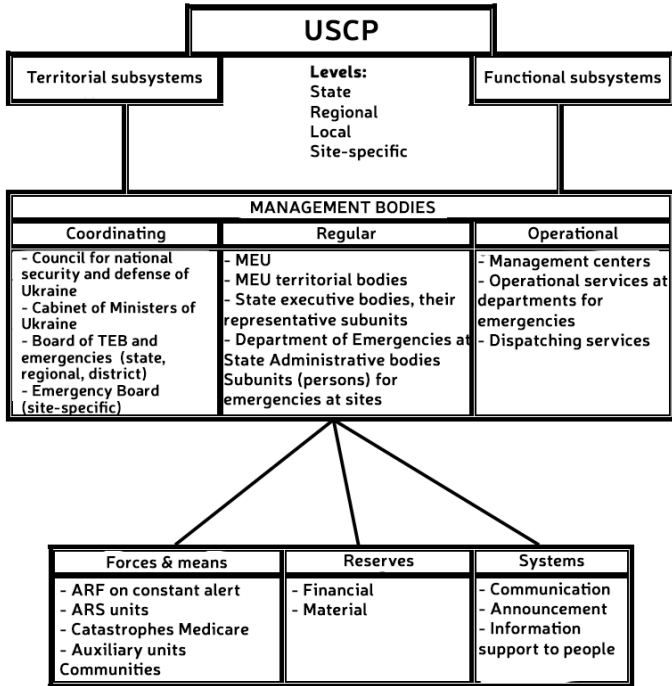 USCP
Territorial subsystems
Levels:
State
Regional
Local
Site-specific
Functional subsystems
MANAGEMENT BODIES
Coordinating
- Council for national
security and defense of
Ukraine
- Cabinet of Ministers of
Ukraine
- Board of TEB and
emergencies (state,
regional, district)
- Emergency Board
(site-specific)
Regular
- MEU
- MEU territorial bodies
- State executive bodies, their
representative subunits
- Department of Emergencies at
State Administrative bodies
Subunits (persons) for
emergencies at sites
Operational
- Management centers
- Operational services at
departments for
emergencies
- Dispatching services
Forces & means
- ARF on constant alert
- ARS units
- Catastrophes Medicare
- Auxiliary units
Communities
Reserves
- Financial
- Material
Systems
- Communication
- Announcement
- Information
support to people